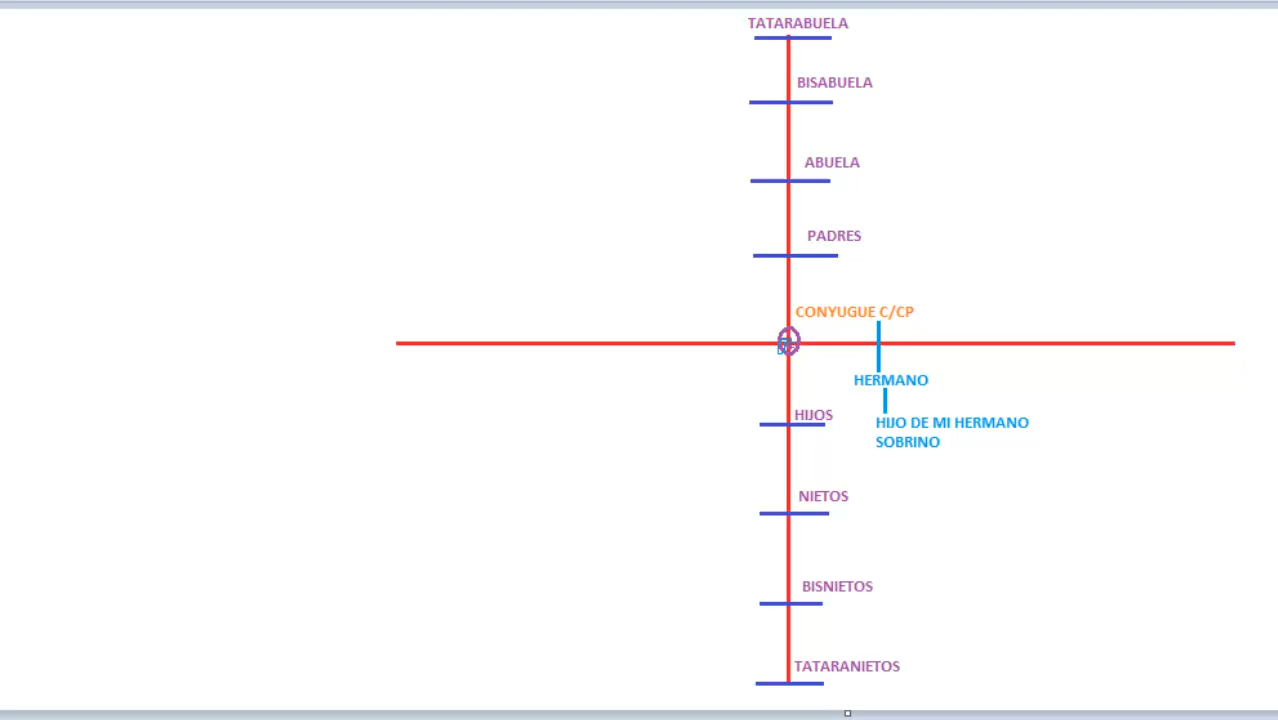 TATARABUELA
BISABUELA
ABUELA
PADRES
CONYUGUE C/CP
HERMANO
HIJOS
HIJO DE MI HERMANO
SOBRINO
NIETOS
BISNIETOS
TATARANIETOS